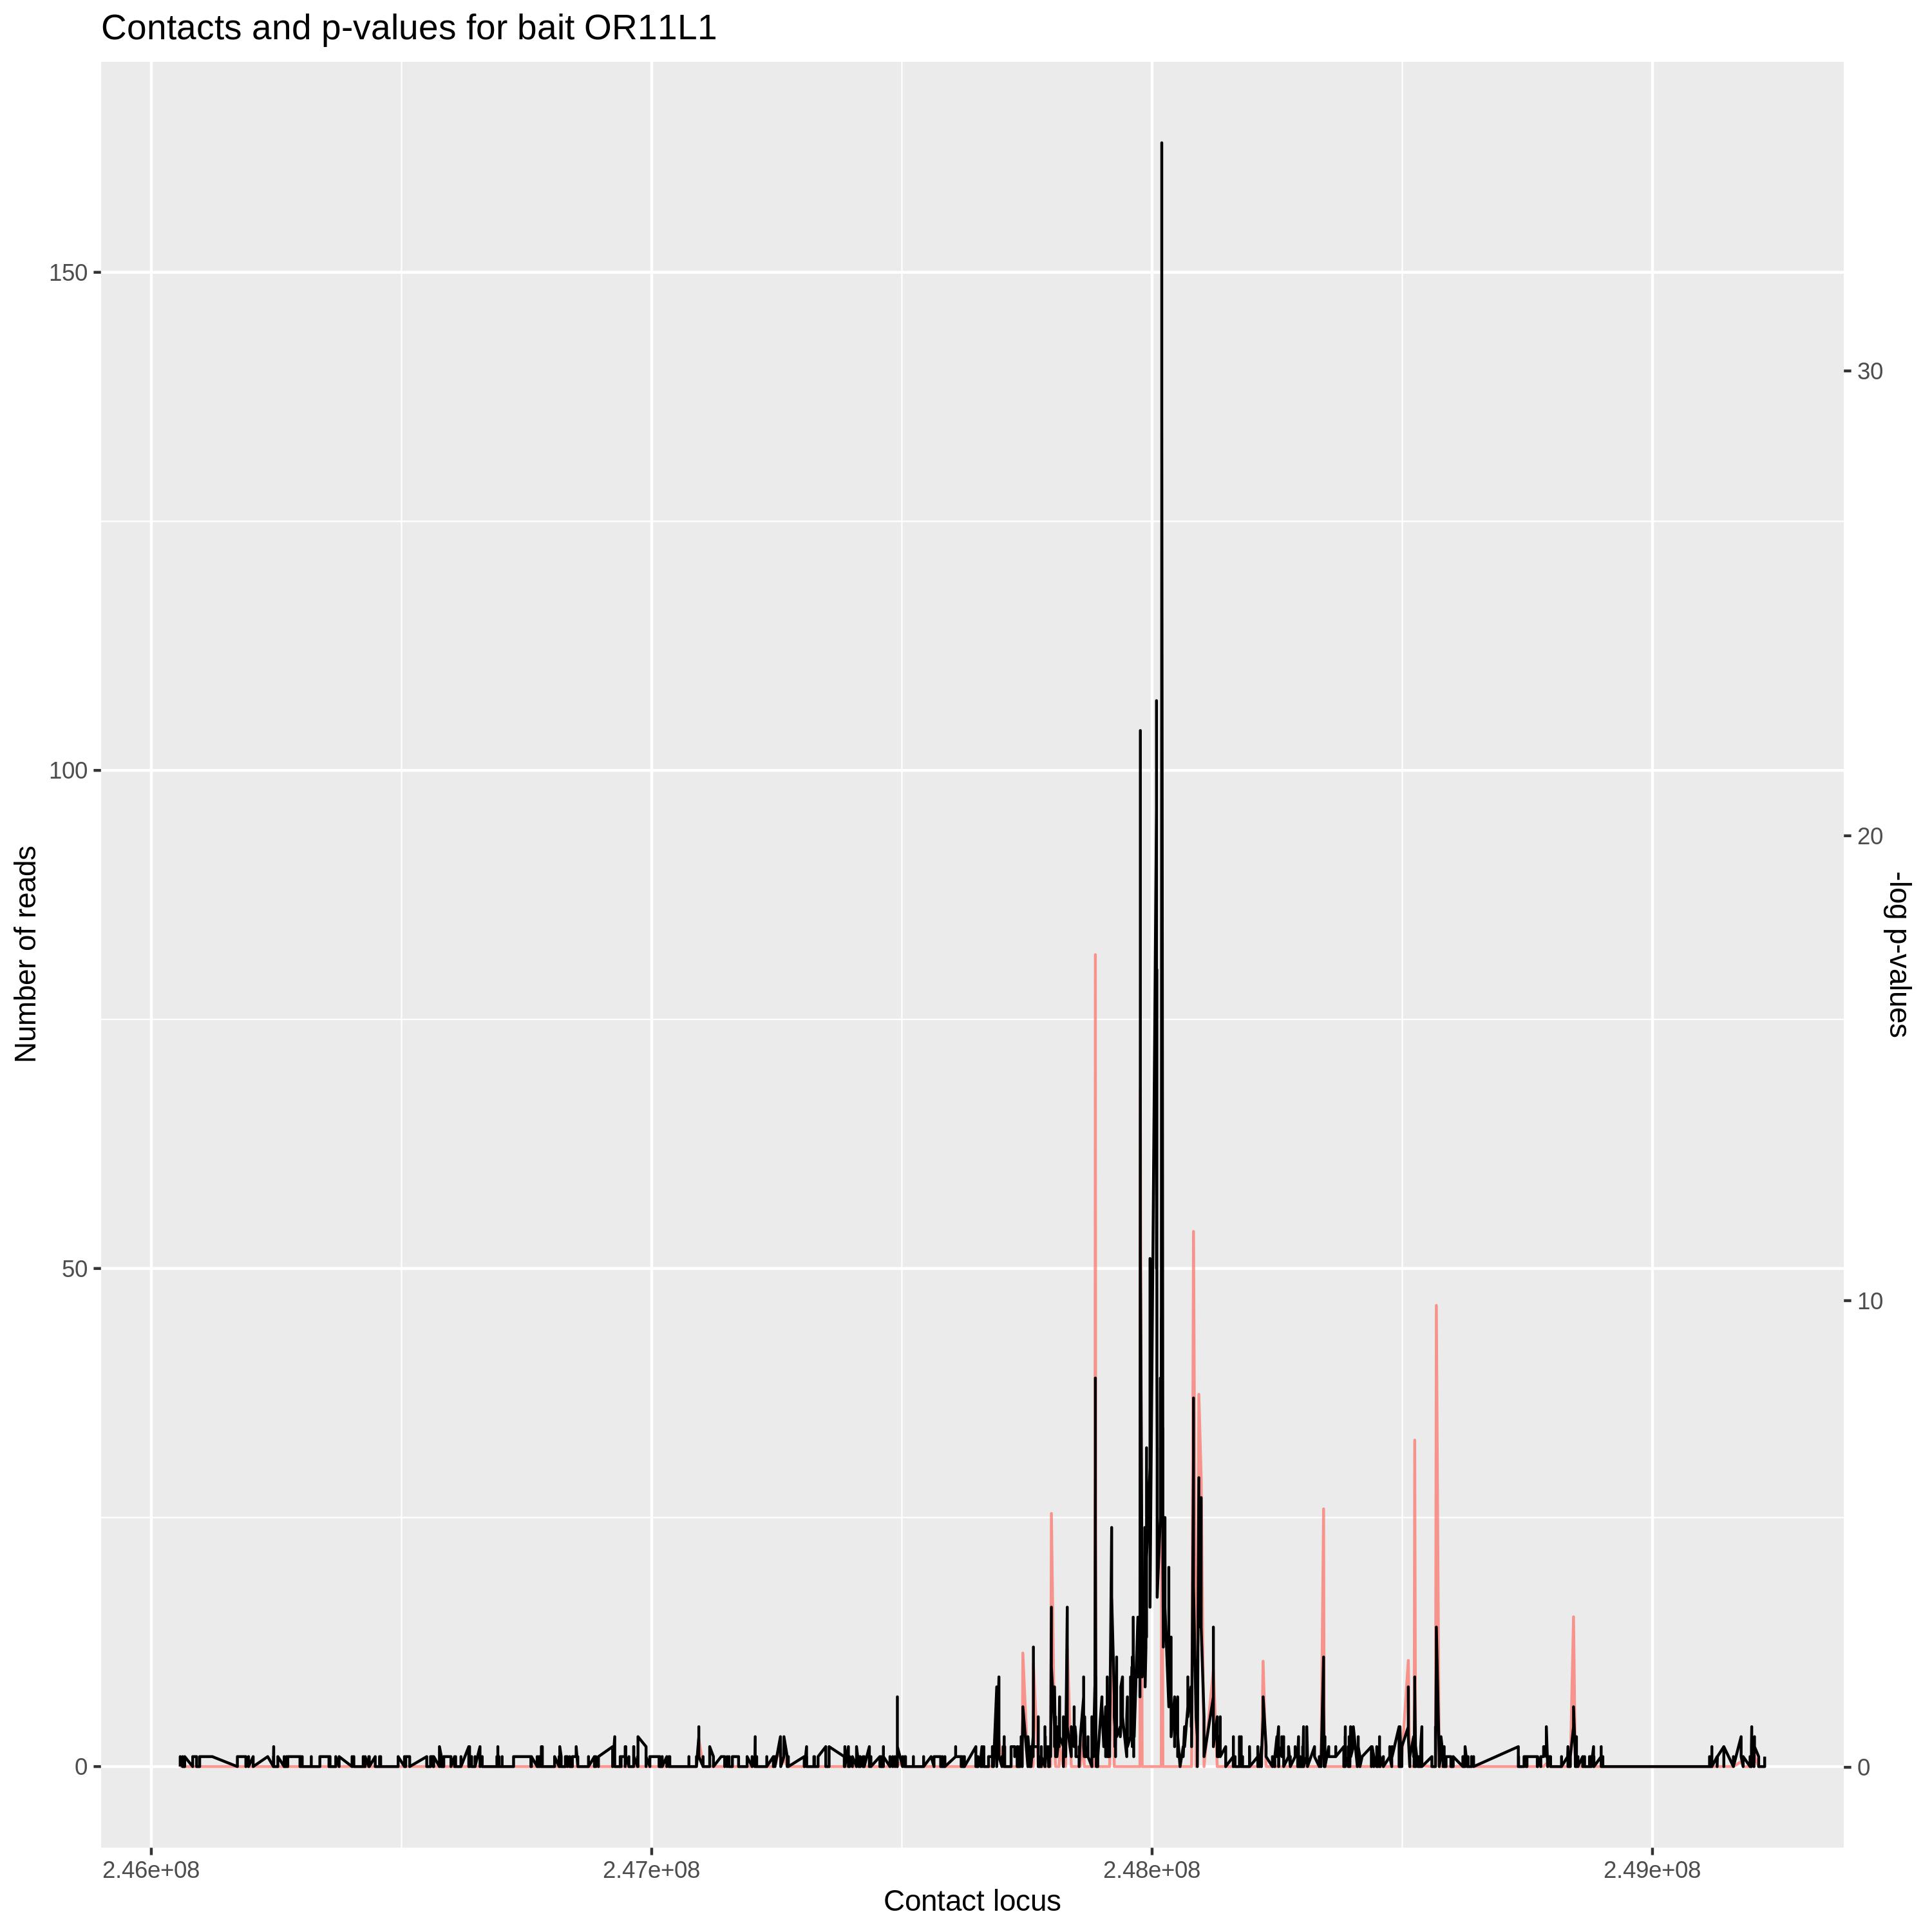 Contacts and p-values for bait OR11L1
150
100
50
0
Number of reads
30
20
10
0
-log p-values
2.46e+08
2.47e+08
2.48e+08
2.49e+08
Contact locus